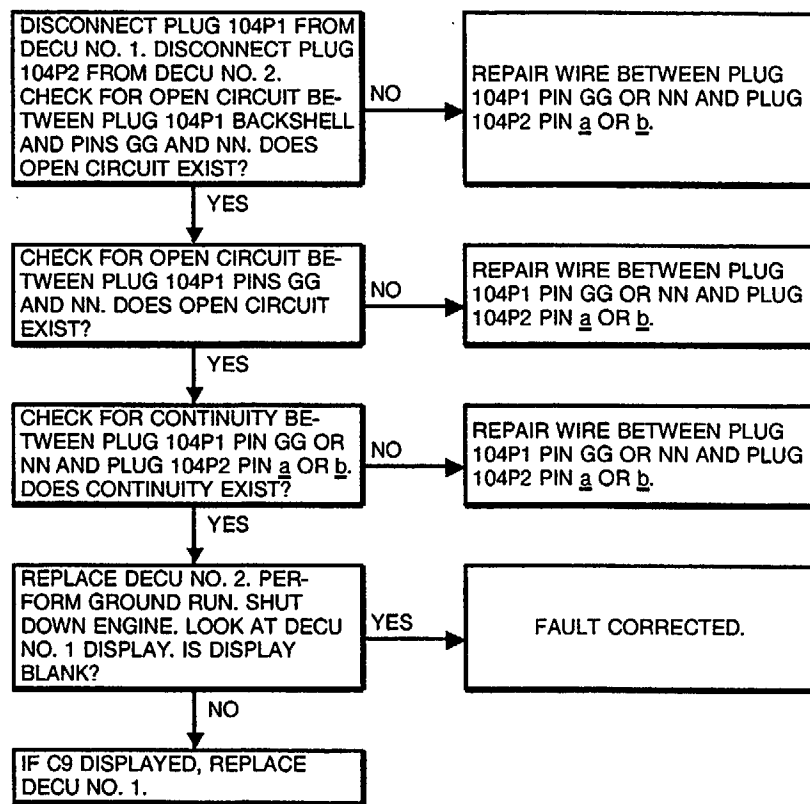 DISCONNECT PLUG 104P1 FROM
DECU NO. 1. DISCONNECT PLUG
104P2 FROM DECU NO. 2.
CHECK FOR OPEN CIRCUIT BE-
TWEEN PLUG 104P1 BACKSHELL
AND PINS GG AND NN. DOES
OPEN CIRCUIT EXIST?
NO
REPAIR WIRE BETWEEN PLUG
104P1 PIN GG OR NN AND PLUG
104P2 PIN a OR b.
YES
CHECK FOR OPEN CIRCUIT BE-
TWEEN PLUG 104P1 PINS GG
AND NN. DOES OPEN CIRCUIT
EXIST?
NO
REPAIR WIRE BETWEEN PLUG
104P1 PIN GG OR NN AND PLUG
104P2 PIN a OR b.
YES
CHECK FOR CONTINUITY BE-
TWEEN PLUG 104P1 PIN GG OR
NN AND PLUG 104P2 PIN a OR b.
DOES CONTINUITY EXIST?
NO
REPAIR WIRE BETWEEN PLUG
104P1 PIN GG OR NN AND PLUG
104P2 PIN a OR b.
YES
REPLACE DECU NO. 2. PER-
FORM GROUND RUN. SHUT
DOWN ENGINE. LOOK AT DECU
NO. 1 DISPLAY. IS DISPLAY
BLANK?
YES
FAULT CORRECTED.
NO
IF C9 DISPLAYED, REPLACE
DECU NO. 1.